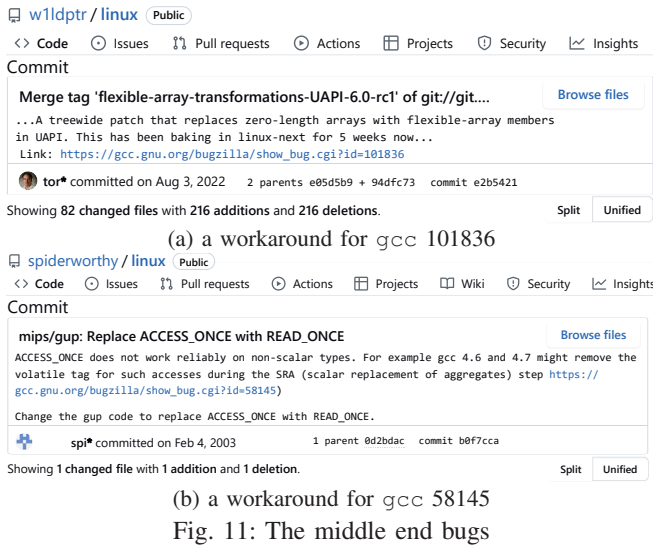 w1ldptr / linux Public
Code Issues Pull requests Actions Projects Security Insights
Commit
Merge tag 'flexible-array-transformations-UAPI-6.0-rc1' of git://git.... Browse files
...A treewide patch that replaces zero-length arrays with flexible-array members
in UAPI. This has been baking in linux-next for 5 weeks now...
Link: https://gcc.gnu.org/bugzilla/show_bug.cgi?id=101836
tor* committed on Aug 3, 2022 2 parents e05d5b9 + 94dfc73 commit e2b5421
Showing 82 changed files with 216 additions and 216 deletions. Split Unified
(a) a workaround for gcc 101836
spiderworthy / linux Public
Code Issues Pull requests Actions Projects Wiki Security Insights
Commit
mips/gup: Replace ACCESS_ONCE with READ_ONCE Browse files
ACCESS_ONCE does not work reliably on non-scalar types. For example gcc 4.6 and 4.7 might remove the
volatile tag for such accesses during the SRA (scalar replacement of aggregates) step https://
gcc.gnu.org/bugzilla/show_bug.cgi?id=58145)
Change the gup code to replace ACCESS_ONCE with READ_ONCE.
spi* committed on Feb 4, 2003 1 parent 0d2bdac commit b0f7cca
Showing 1 changed file with 1 addition and 1 deletion. Split Unified
(b) a workaround for gcc 58145
Fig. 11: The middle end bugs